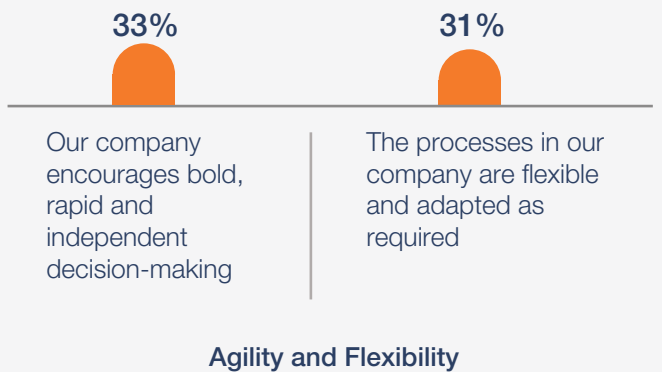 33%
31%
Our company
encourages bold,
rapid and
independent
decision-making
The processes in our
company are flexible
and adapted as
required
Agility and Flexibility